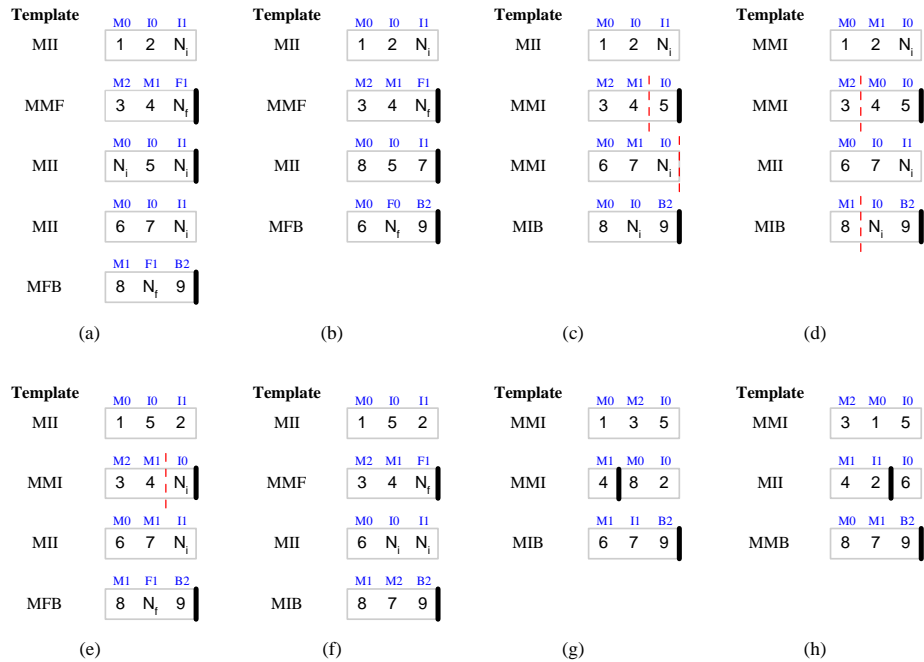 Template
M0 I0 I1
MII 1 2 Ni
M2 M1 F1
MMF 3 4 Nf
M0 I0 I1
MII Ni 5 Ni
M0 I0 I1
MII 6 7 Ni
M1 F1 B2
MFB 8 Nf 9
(a)
Template
M0 I0 I1
MII 1 2 Ni
M2 M1 F1
MMF 3 4 Nf
M0 I0 I1
MII 8 5 7
M0 F0 B2
MFB 6 Nf 9
(b)
Template
M0 I0 I1
MII 1 2 Ni
M2 M1 I0
MMI 3 4 5
M0 M1 I0
MMI 6 7 Ni
M0 I0 B2
MIB 8 Ni 9
(c)
Template
M0 M1 I0
MMI 1 2 Ni
M2 M0 I0
MMI 3 4 5
M0 I0 I1
MII 6 7 Ni
M1 I0 B2
MIB 8 Ni 9
(d)
Template
M0 I0 I1
MII 1 5 2
M2 M1 I0
MMI 3 4 Ni
M0 M1 I1
MII 6 7 Ni
M1 F1 B2
MFB 8 Nf 9
(e)
Template
M0 I0 I1
MII 1 5 2
M2 M1 F1
MMF 3 4 Nf
M0 I0 I1
MII 6 Ni Ni
M1 M2 B2
MIB 8 7 9
(f)
Template
M0 M2 I0
MMI 1 3 5
M1 M0 I0
MMI 4 8 2
M1 I1 B2
MIB 6 7 9
(g)
Template
M2 M0 I0
MMI 3 1 5
M1 I1 I0
MII 4 2 6
M0 M1 B2
MMB 8 7 9
(h)